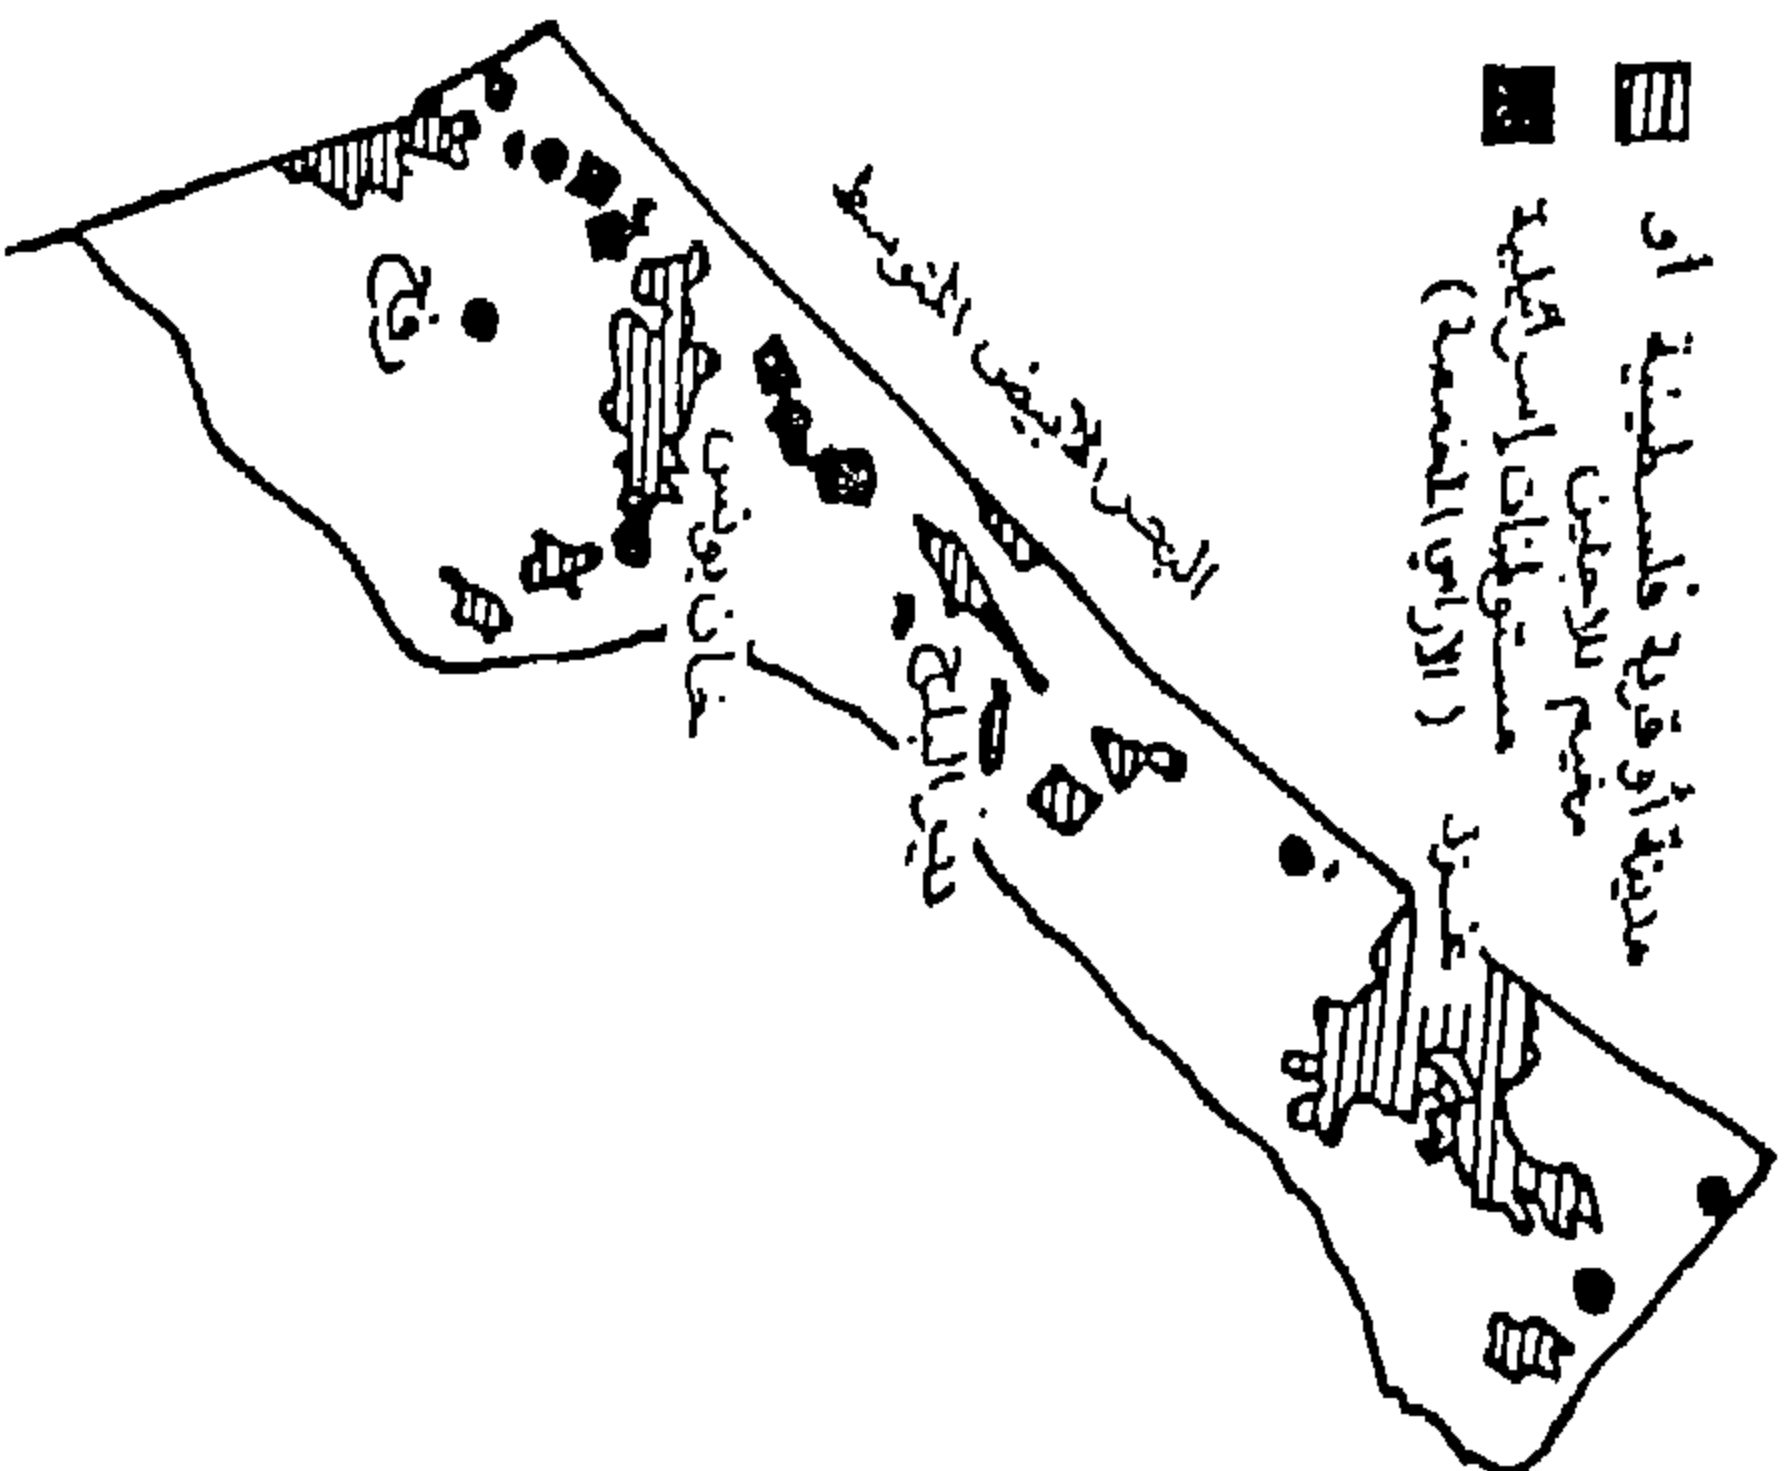 مدينة أو قرية فلسطينية أو
مخيم للاجئين
مستوطنات إسرائيلية
(الأراضي المغتصبة)
البحر الأبيض المتوسط
غزة
دير البلح
خان يونس
رفح